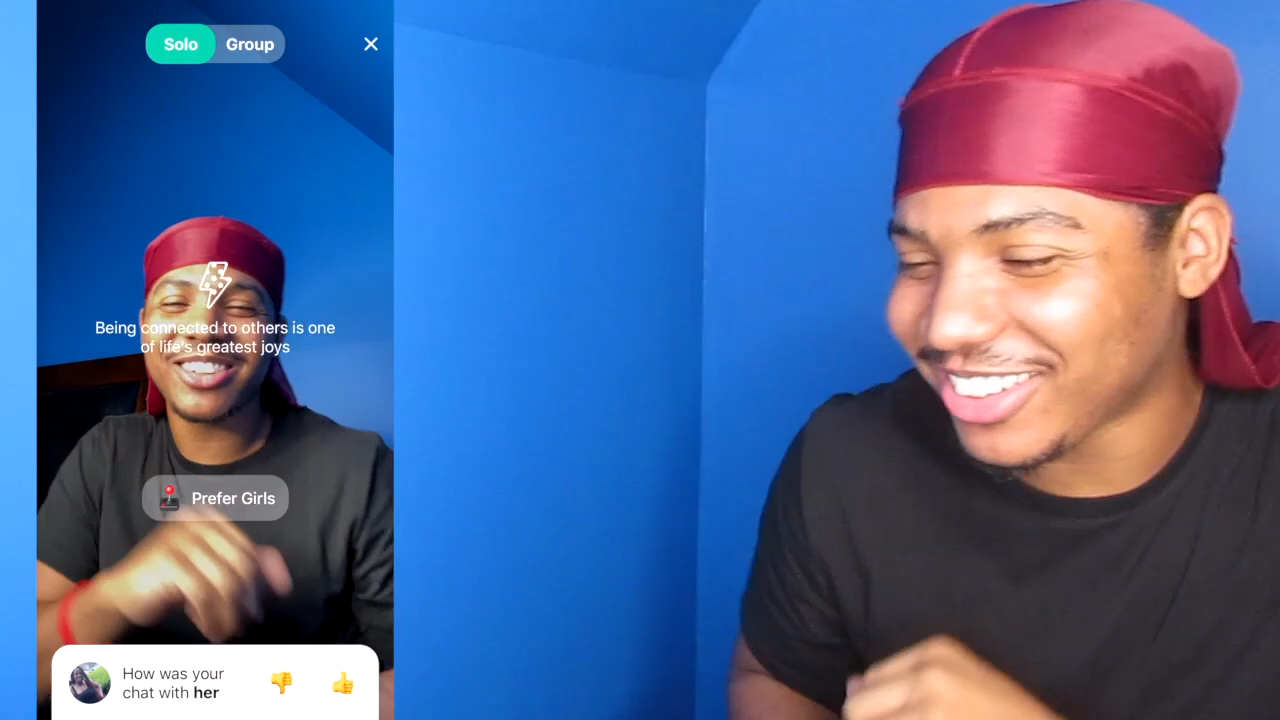 Solo Group
Being connected to others is one
of life's greatest joys
Prefer Girls
How was your
chat with her